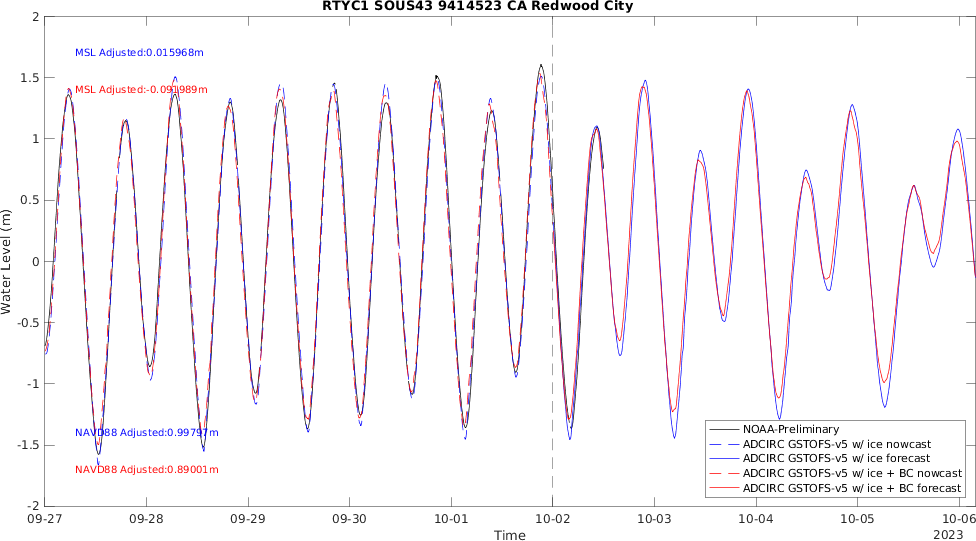 RTYC1 SOUS43 9414523 CA Redwood City
Water Level (m)
2
1.5
1
0.5
0
-0.5
-1
-1.5
-2
MSL Adjusted:0.015968m
MSL Adjusted:-0.091989m
NAVD88 Adjusted:0.99797m
NAVD88 Adjusted:0.89001m
NOAA-Preliminary
ADCIRC GSTOFS-v5 w/ ice nowcast
ADCIRC GSTOFS-v5 w/ ice forecast
ADCIRC GSTOFS-v5 w/ ice + BC nowcast
ADCIRC GSTOFS-v5 w/ ice + BC forecast
09-27 09-28 09-29 09-30 10-01 10-02 10-03 10-04 10-05 10-06
Time
2023